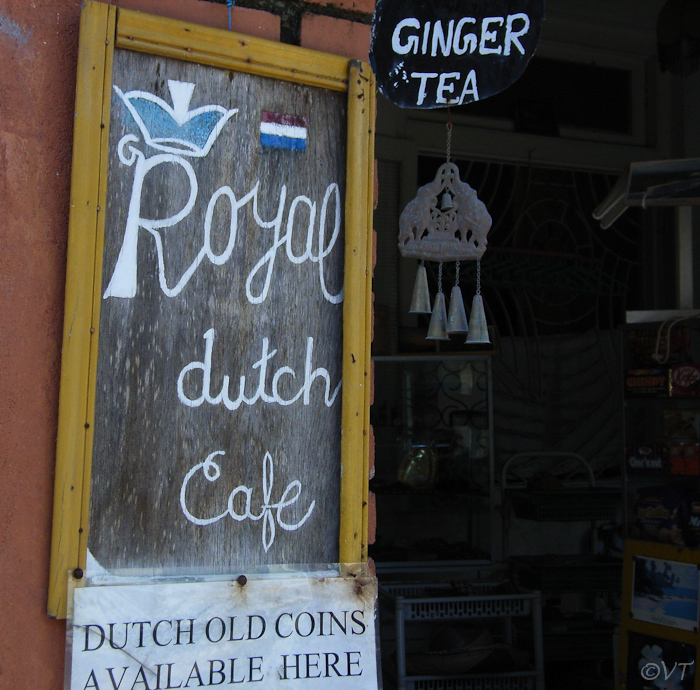 GINGER
TEA
Royal
dutch
Cafe
DUTCH OLD COINS
AVAILABLE HERE
©VT